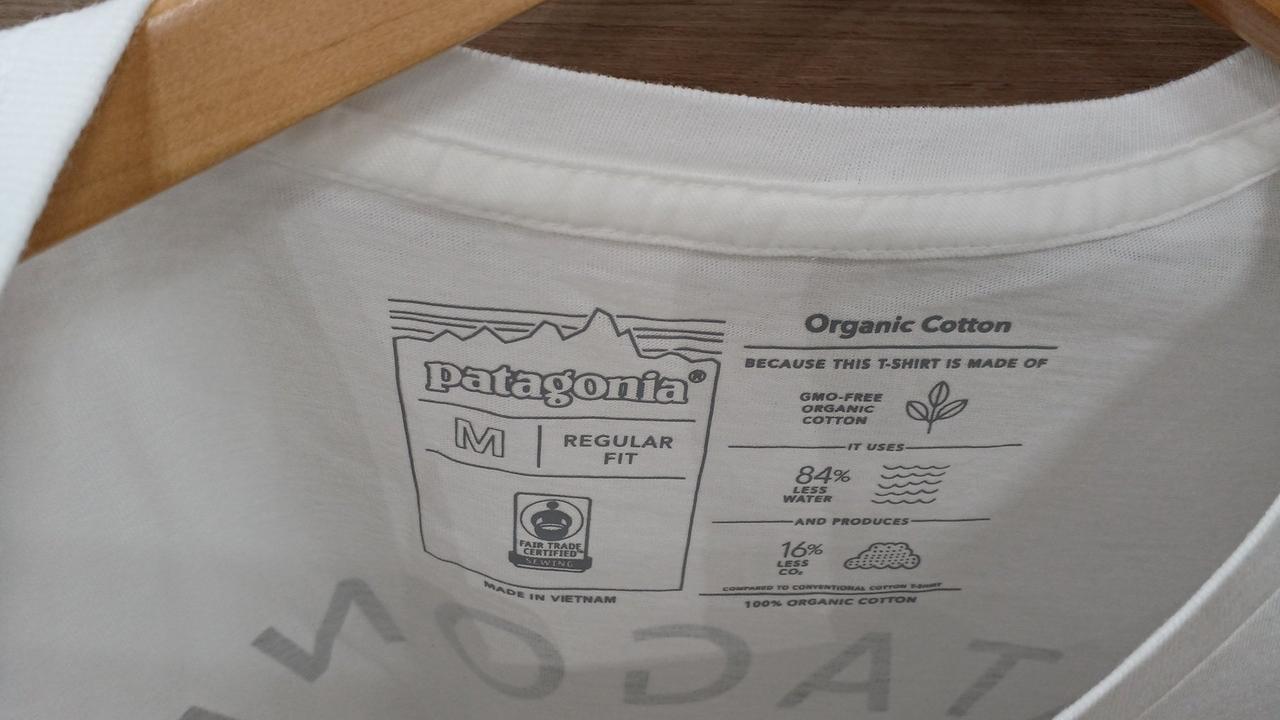 patagonia®
M
REGULAR
FIT
FAIR TRADE
CERTIFIED™
SEWING
MADE IN VIETNAM
Organic Cotton
BECAUSE THIS T-SHIRT IS MADE OF
GMO-FREE
ORGANIC
COTTON
IT USES
84%
LESS
WATER
AND PRODUCES
16%
LESS
CO₂
COMPARED TO CONVENTIONAL COTTON T-SHIRT
100% ORGANIC COTTON
TAGON